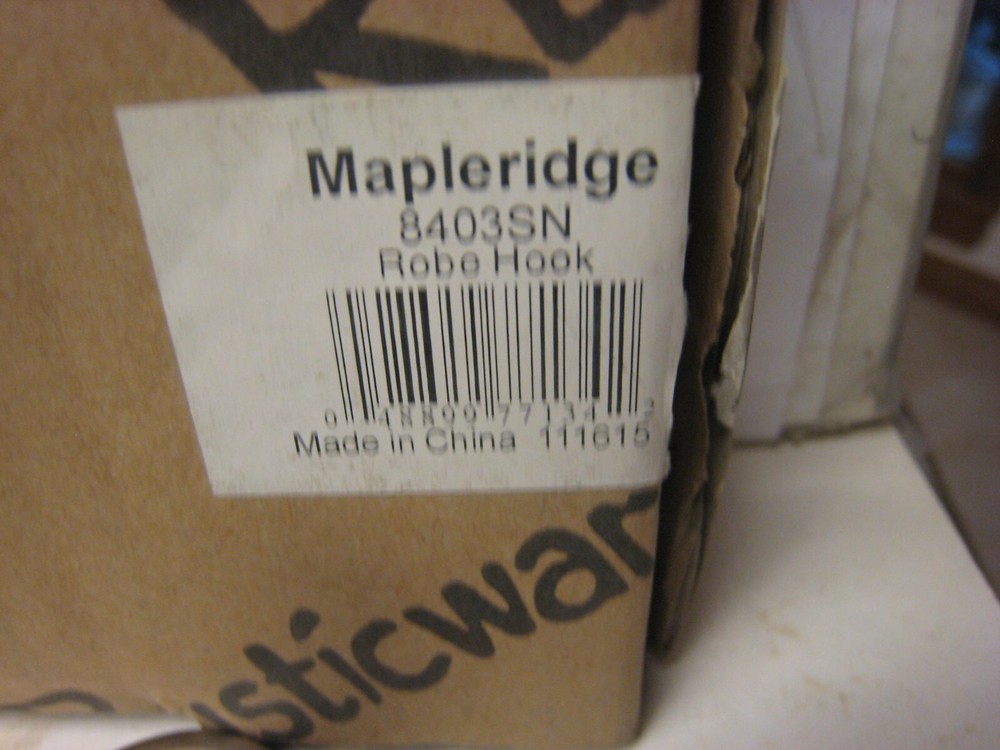 Mapleridge
8403SN
Robe Hook
0 48899 77134 2
Made in China 111615
sticwar